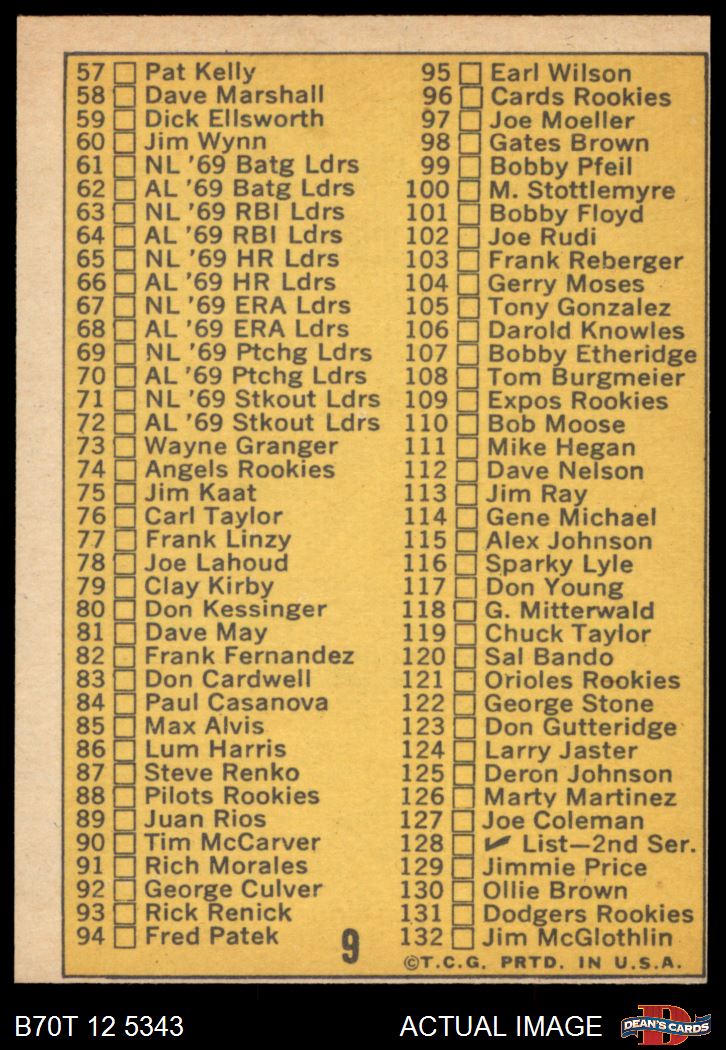 57 Pat Kelly
58 Dave Marshall
59 Dick Ellsworth
60 Jim Wynn
61 NL '69 Batg Ldrs
62 AL '69 Batg Ldrs
63 NL '69 RBI Ldrs
64 AL '69 RBI Ldrs
65 NL '69 HR Ldrs
66 AL '69 HR Ldrs
67 NL '69 ERA Ldrs
68 AL '69 ERA Ldrs
69 NL '69 Ptchg Ldrs
70 AL '69 Ptchg Ldrs
71 NL '69 Stkout Ldrs
72 AL '69 Stkout Ldrs
73 Wayne Granger
74 Angels Rookies
75 Jim Kaat
76 Carl Taylor
77 Frank Linzy
78 Joe Lahoud
79 Clay Kirby
80 Don Kessinger
81 Dave May
82 Frank Fernandez
83 Don Cardwell
84 Paul Casanova
85 Max Alvis
86 Lum Harris
87 Steve Renko
88 Pilots Rookies
89 Juan Rios
90 Tim McCarver
91 Rich Morales
92 George Culver
93 Rick Renick
94 Fred Patek
95 Earl Wilson
96 Cards Rookies
97 Joe Moeller
98 Gates Brown
99 Bobby Pfeil
100 M. Stottlemyre
101 Bobby Floyd
102 Joe Rudi
103 Frank Reberger
104 Gerry Moses
105 Tony Gonzalez
106 Darold Knowles
107 Bobby Etheridge
108 Tom Burgmeier
109 Expos Rookies
110 Bob Moose
111 Mike Hegan
112 Dave Nelson
113 Jim Ray
114 Gene Michael
115 Alex Johnson
116 Sparky Lyle
117 Don Young
118 G. Mitterwald
119 Chuck Taylor
120 Sal Bando
121 Orioles Rookies
122 George Stone
123 Don Gutteridge
124 Larry Jaster
125 Deron Johnson
126 Marty Martinez
127 Joe Coleman
128 ✓ List—2nd Ser.
129 Jimmie Price
130 Ollie Brown
131 Dodgers Rookies
132 Jim McGlothlin
9
©T.C.G. PRTD. IN U.S.A.
B70T 12 5343
ACTUAL IMAGE
D
DEAN'S CARDS